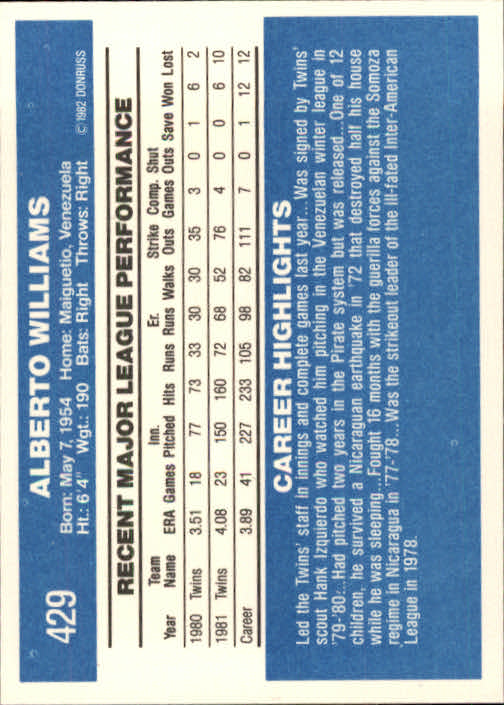 429
ALBERTO WILLIAMS
Born: May 7, 1954 Home: Maiguetio, Venezuela
Ht.: 6'4" Wgt.: 190 Bats: Right Throws: Right
© 1982 DONRUSS
RECENT MAJOR LEAGUE PERFORMANCE
Team Inn. Er. Strike Comp. Shut
Year Name ERA Games Pitched Hits Runs Runs Walks Outs Games Outs Save Won Lost
1980 Twins 3.51 18 77 73 33 30 30 35 3 0 1 6 2
1981 Twins 4.08 23 150 160 72 68 52 76 4 0 0 6 10
Career 3.89 41 227 233 105 98 82 111 7 0 1 12 12
CAREER HIGHLIGHTS
Led the Twins' staff in innings and complete games last year...Was signed by Twins'
scout Hank Izquierdo who watched him pitching in the Venezuelan winter league in
'79-'80...Had pitched two years in the Pirate system but was released...One of 12
children, he survived a Nicaraguan earthquake in '72 that destroyed half his house
while he was sleeping...Fought 16 months with the guerilla forces against the Somoza
regime in Nicaragua in '77-'78...Was the strikeout leader of the ill-fated Inter-American
League in 1978.